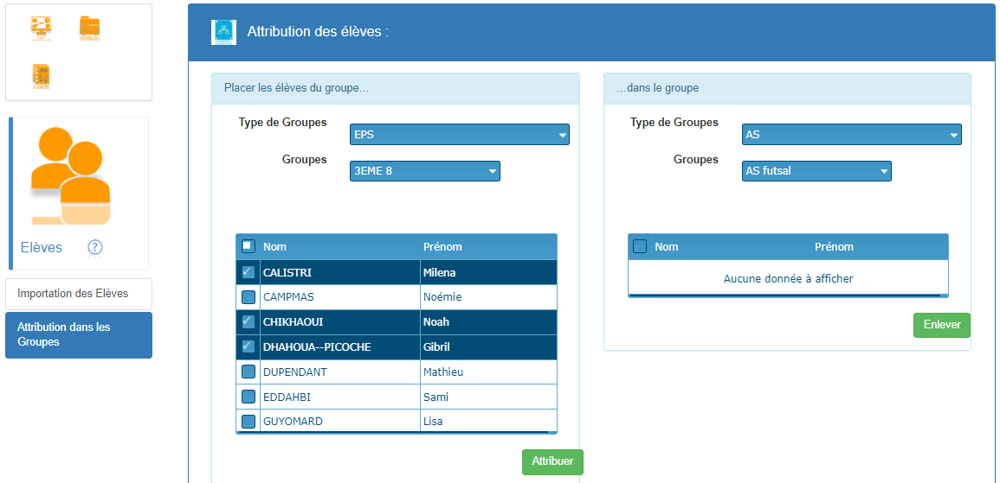 Attribution des élèves :
Elèves ?
Importation des Elèves
Attribution dans les
Groupes
Placer les élèves du groupe...
Type de Groupes EPS
Groupes 3EME 8
Nom Prénom
CALISTRI Milena
CAMPMAS Noémie
CHIKHAOUI Noah
DHAHOUA--PICOCHE Gibril
DUPENDANT Mathieu
EDDAHBI Sami
GUYOMARD Lisa
Attribuer
...dans le groupe
Type de Groupes AS
Groupes AS futsal
Nom Prénom
Aucune donnée à afficher
Enlever